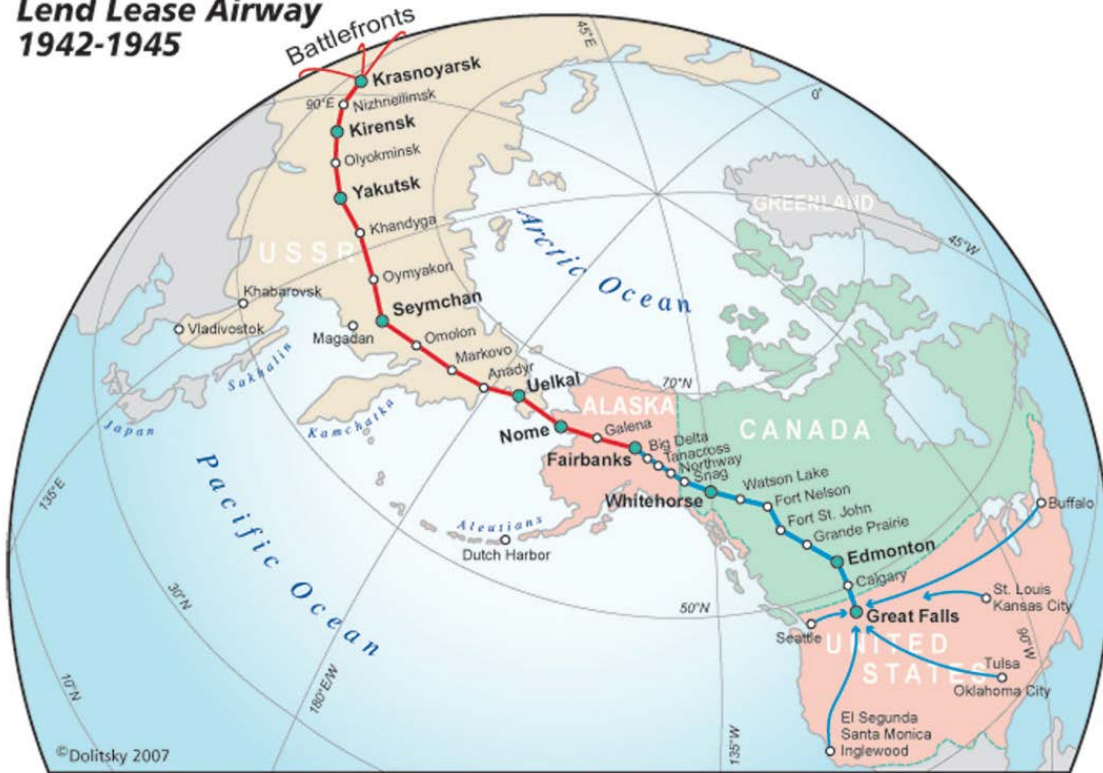 Lend Lease Airway
1942-1945
Battlefronts
45°E
0°
Krasnoyarsk
90°E
Nizhneilimsk
Kirensk
Olyokminsk
Yakutsk
Khandyga
USSR
Oymyakon
Khabarovsk
Vladivostok
Seymchan
Magadan
Omolon
Markovo
Anadyr
Uelkal
Sakhalin
Japan
Kamchatka
Arctic Ocean
GREENLAND
45°W
70°N
ALASKA
CANADA
Nome
Galena
Fairbanks
Big Delta
Tanacross
Northway
Snag
Whitehorse
Watson Lake
Fort Nelson
Fort St. John
Grande Prairie
Edmonton
Calgary
Buffalo
135°E
Pacific Ocean
Aleutians
Dutch Harbor
50°N
30°N
Great Falls
Seattle
St. Louis
Kansas City
UNITED
STATES
90°W
Tulsa
Oklahoma City
10°N
180°E/W
135°W
El Segunda
Santa Monica
Inglewood
©Dolitsky 2007